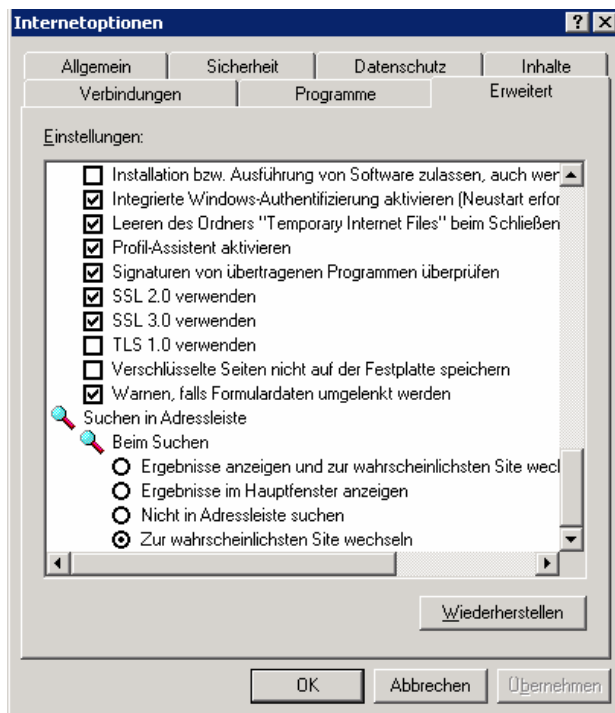 Internetoptionen
Allgemein Sicherheit Datenschutz Inhalte
Verbindungen Programme Erweitert
Einstellungen:
Installation bzw. Ausführung von Software zulassen, auch wer
Integrierte Windows-Authentifizierung aktivieren (Neustart erfor
Leeren des Ordners "Temporary Internet Files" beim Schließen
Profil-Assistent aktivieren
Signaturen von übertragenen Programmen überprüfen
SSL 2.0 verwenden
SSL 3.0 verwenden
TLS 1.0 verwenden
Verschlüsselte Seiten nicht auf der Festplatte speichern
Warnen, falls Formulardaten umgelenkt werden
Suchen in Adressleiste
Beim Suchen
Ergebnisse anzeigen und zur wahrscheinlichsten Site wecl
Ergebnisse im Hauptfenster anzeigen
Nicht in Adressleiste suchen
Zur wahrscheinlichsten Site wechseln
Wiederherstellen
OK Abbrechen Übernehmen